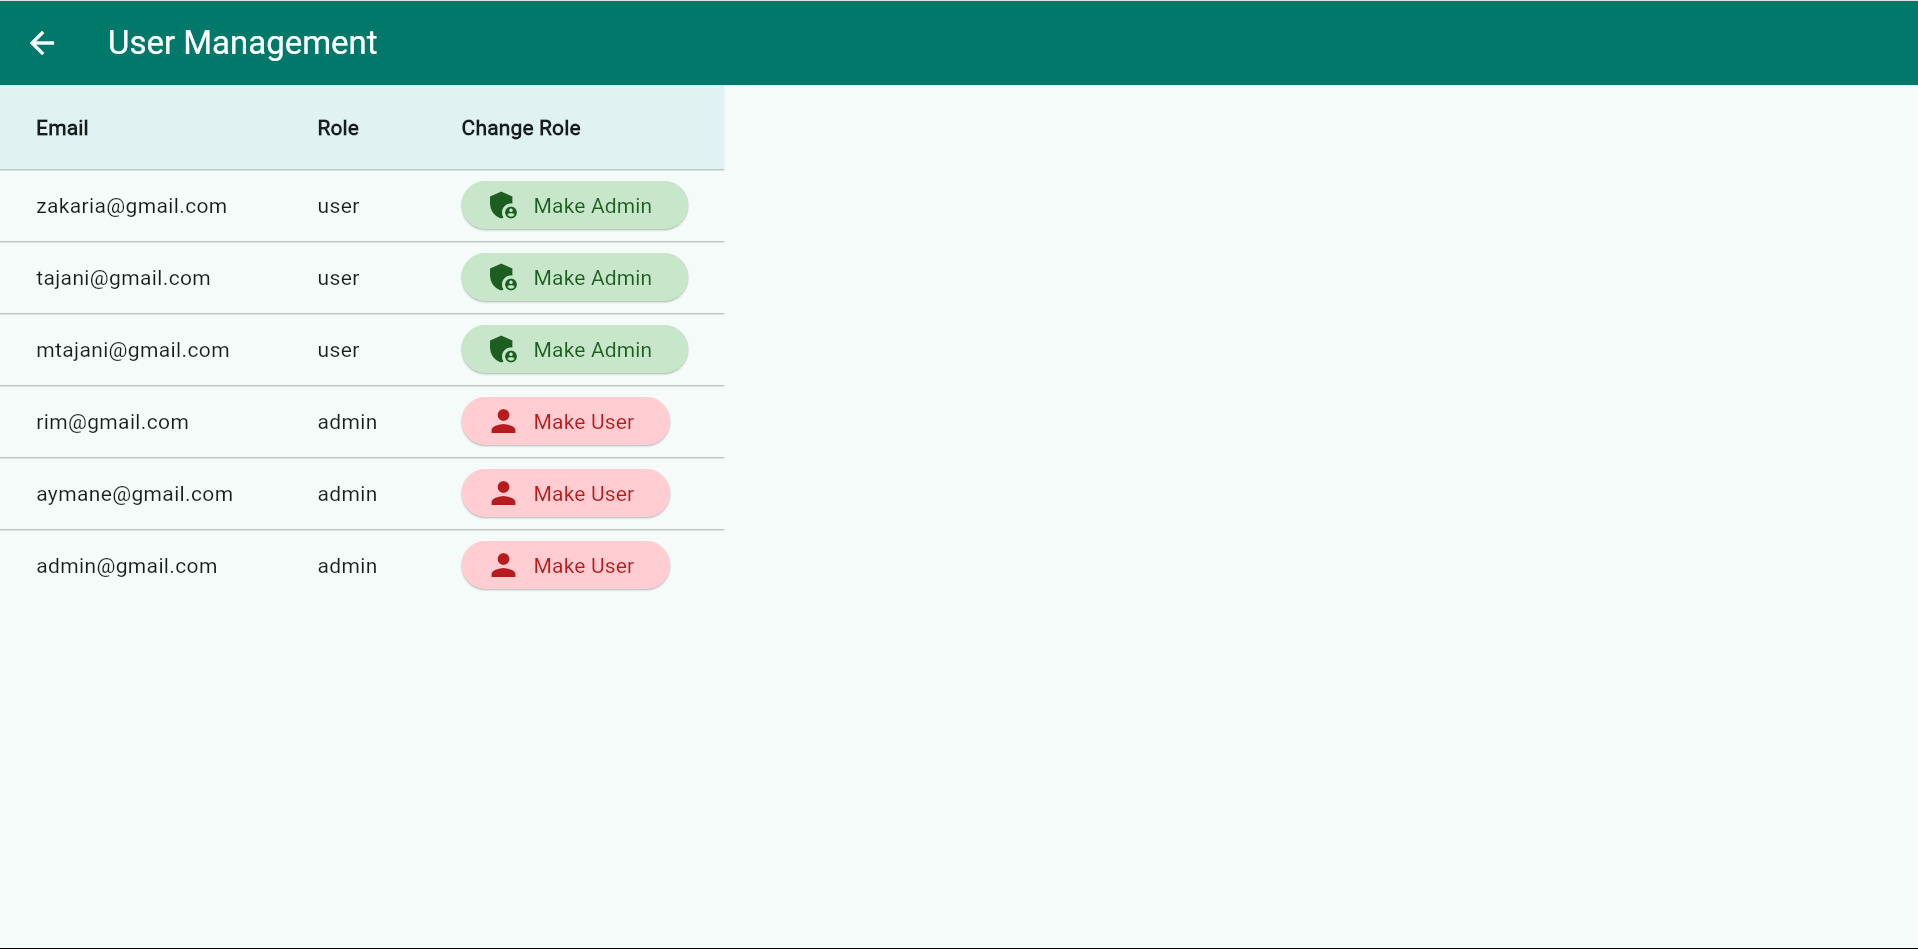 User Management
Email Role Change Role
zakaria@gmail.com user Make Admin
tajani@gmail.com user Make Admin
mtajani@gmail.com user Make Admin
rim@gmail.com admin Make User
aymane@gmail.com admin Make User
admin@gmail.com admin Make User